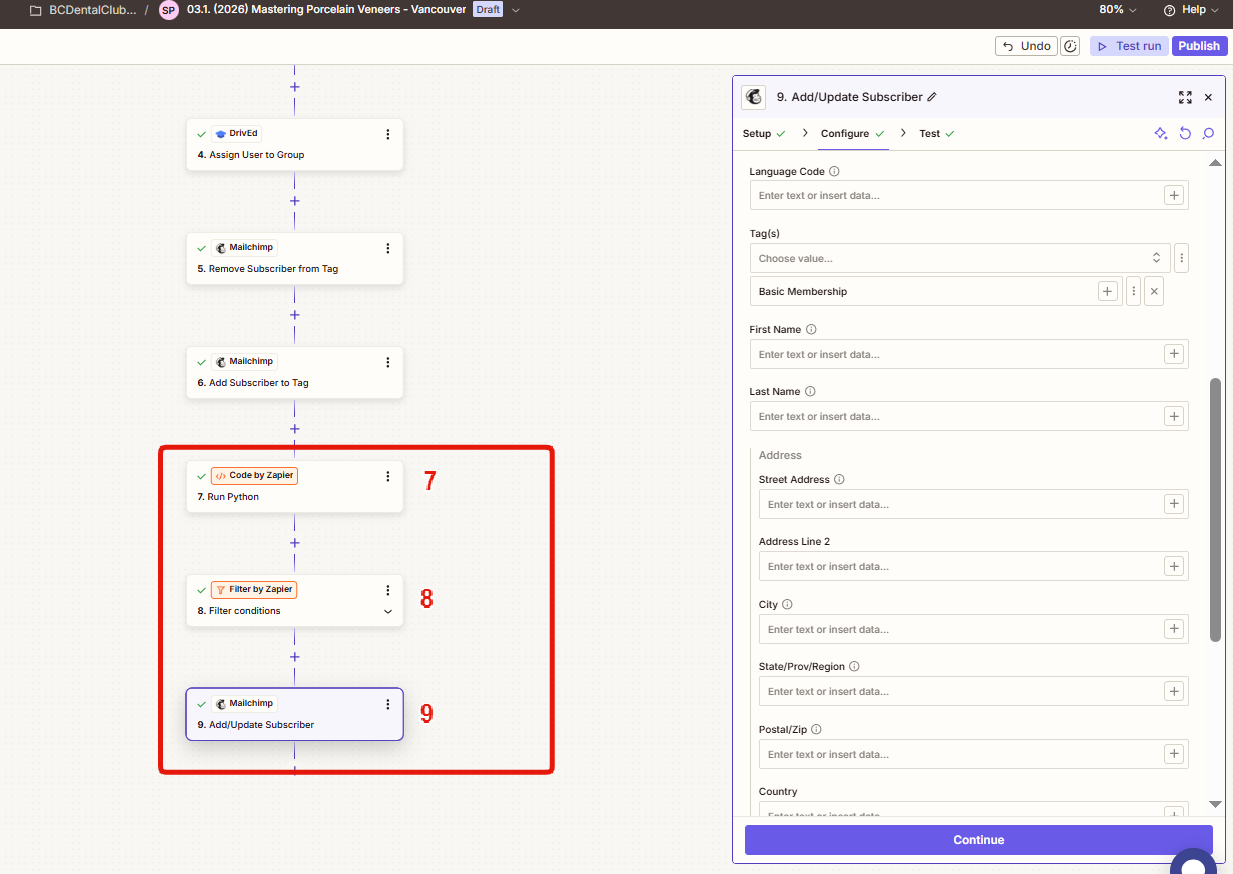 BCDentalClub... / SP 03.1. (2026) Mastering Porcelain Veneers - Vancouver Draft 80% Help
Undo Test run Publish
DrivEd
4. Assign User to Group
Mailchimp
5. Remove Subscriber from Tag
Mailchimp
6. Add Subscriber to Tag
Code by Zapier
7. Run Python
7
Filter by Zapier
8. Filter conditions
8
Mailchimp
9. Add/Update Subscriber
9
9. Add/Update Subscriber
Setup Configure Test
Language Code
Enter text or insert data...
Tag(s)
Choose value...
Basic Membership
First Name
Enter text or insert data...
Last Name
Enter text or insert data...
Address
Street Address
Enter text or insert data...
Address Line 2
Enter text or insert data...
City
Enter text or insert data...
State/Prov/Region
Enter text or insert data...
Postal/Zip
Enter text or insert data...
Country
Enter text or insert data...
Continue